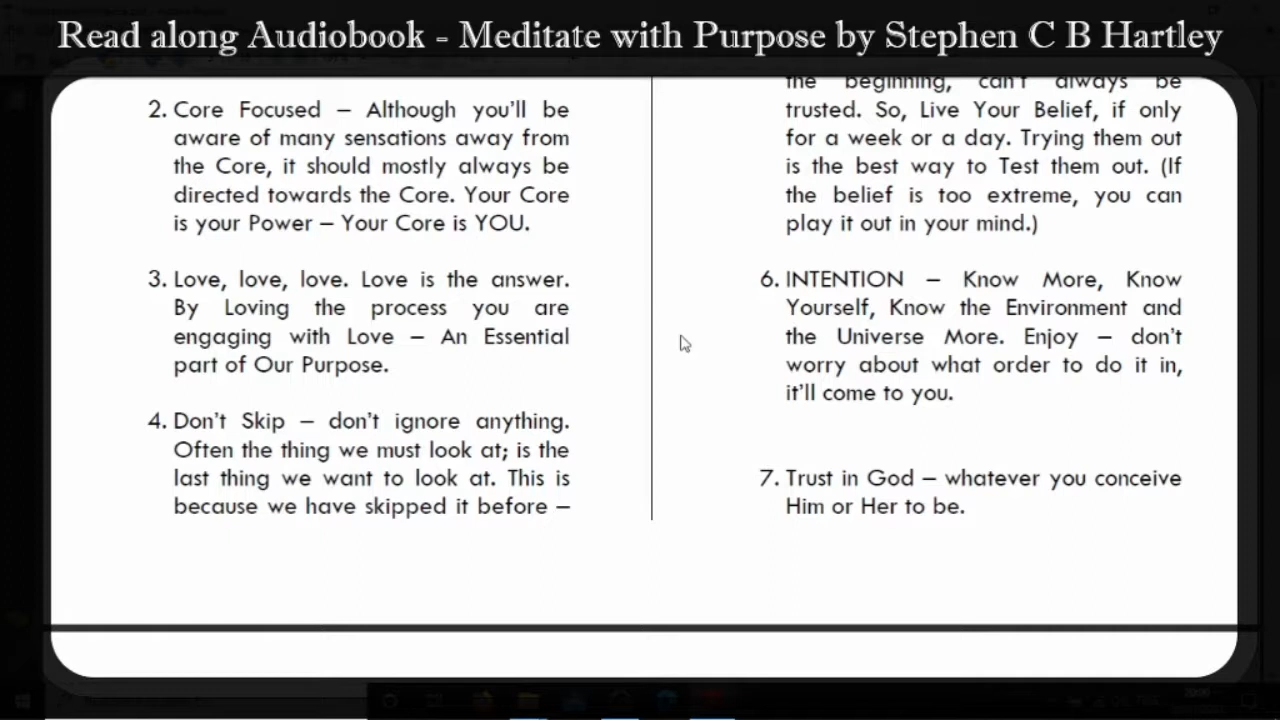 Read along Audiobook - Meditate with Purpose by Stephen C B Hartley
2. Core Focused – Although you'll be
aware of many sensations away from
the Core, it should mostly always be
directed towards the Core. Your Core
is your Power – Your Core is YOU.
3. Love, love, love. Love is the answer.
By Loving the process you are
engaging with Love – An Essential
part of Our Purpose.
4. Don't Skip – don't ignore anything.
Often the thing we must look at; is the
last thing we want to look at. This is
because we have skipped it before –
the beginning, can't always be
trusted. So, Live Your Belief, if only
for a week or a day. Trying them out
is the best way to Test them out. (If
the belief is too extreme, you can
play it out in your mind.)
6. INTENTION – Know More, Know
Yourself, Know the Environment and
the Universe More. Enjoy – don't
worry about what order to do it in,
it'll come to you.
7. Trust in God – whatever you conceive
Him or Her to be.